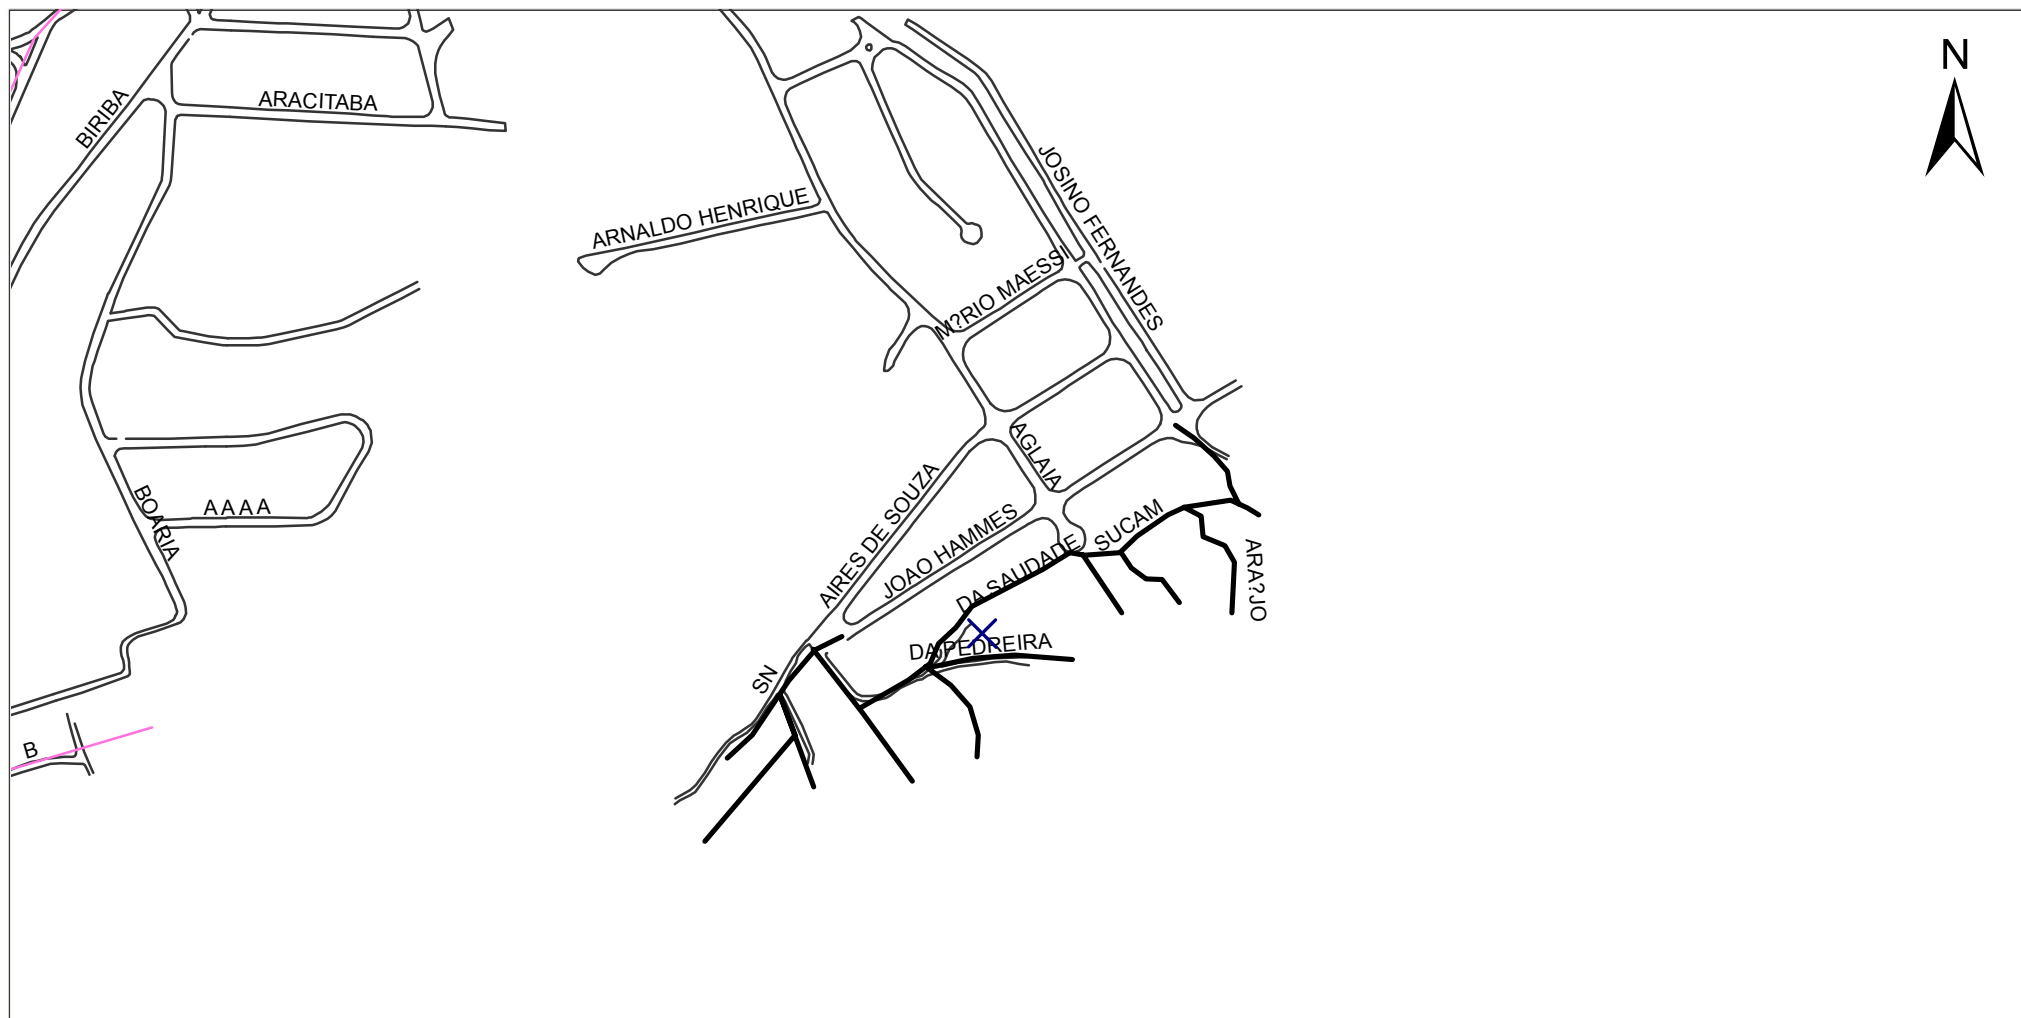 N
BIRIBA
ARACITABA
JOSINO FERNANDES
ARNALDO HENRIQUE
M?RIO MAESSI
AGLAIA
BOARIA
A A A A
AIRES DE SOUZA
JOAO HAMMES
SUCAM
DA SAUDADE
ARA?JO
DA PEDREIRA
SN
B